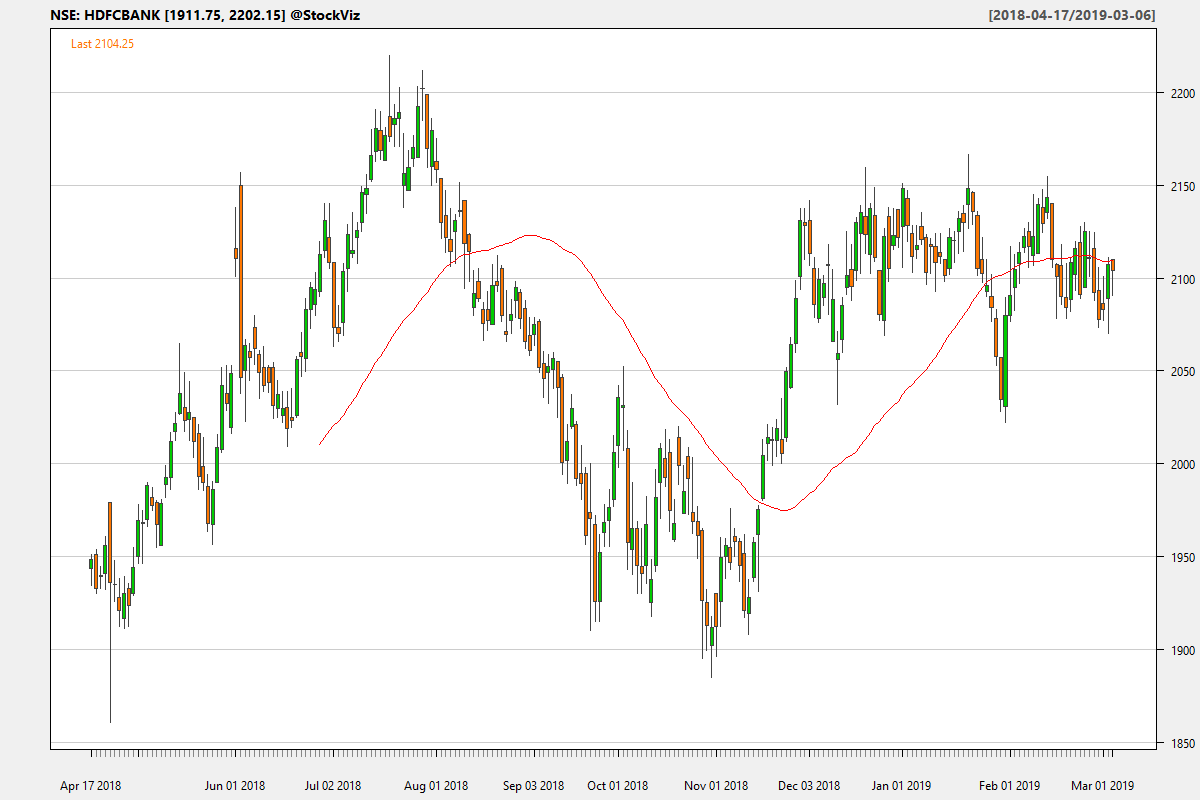 NSE: HDFCBANK [1911.75, 2202.15] @StockViz [2018-04-17/2019-03-06]
Last 2104.25
2200
2150
2100
2050
2000
1950
1900
1850
Apr 17 2018 Jun 01 2018 Jul 02 2018 Aug 01 2018 Sep 03 2018 Oct 01 2018 Nov 01 2018 Dec 03 2018 Jan 01 2019 Feb 01 2019 Mar 01 2019